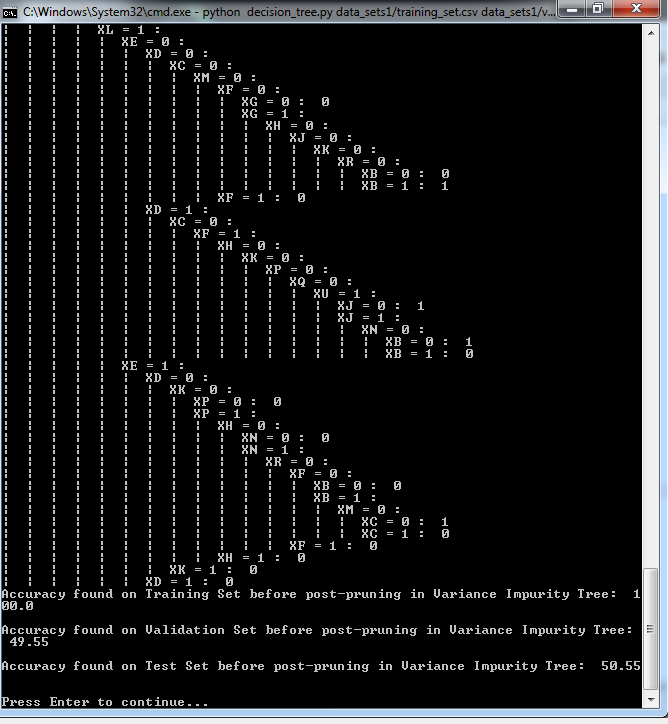 C:\Windows\System32\cmd.exe - python decision_tree.py data_sets1/training_set.csv data_sets1/v...
¦ ¦ ¦ ¦ XL = 1 :
¦ ¦ ¦ ¦ ¦ XE = 0 :
¦ ¦ ¦ ¦ ¦ ¦ XD = 0 :
¦ ¦ ¦ ¦ ¦ ¦ ¦ XC = 0 :
¦ ¦ ¦ ¦ ¦ ¦ ¦ ¦ XM = 0 :
¦ ¦ ¦ ¦ ¦ ¦ ¦ ¦ ¦ XF = 0 :
¦ ¦ ¦ ¦ ¦ ¦ ¦ ¦ ¦ ¦ XG = 0 : 0
¦ ¦ ¦ ¦ ¦ ¦ ¦ ¦ ¦ ¦ XG = 1 :
¦ ¦ ¦ ¦ ¦ ¦ ¦ ¦ ¦ ¦ ¦ XH = 0 :
¦ ¦ ¦ ¦ ¦ ¦ ¦ ¦ ¦ ¦ ¦ ¦ XJ = 0 :
¦ ¦ ¦ ¦ ¦ ¦ ¦ ¦ ¦ ¦ ¦ ¦ ¦ XK = 0 :
¦ ¦ ¦ ¦ ¦ ¦ ¦ ¦ ¦ ¦ ¦ ¦ ¦ ¦ XR = 0 :
¦ ¦ ¦ ¦ ¦ ¦ ¦ ¦ ¦ ¦ ¦ ¦ ¦ ¦ ¦ XB = 0 : 0
¦ ¦ ¦ ¦ ¦ ¦ ¦ ¦ ¦ ¦ ¦ ¦ ¦ ¦ ¦ XB = 1 : 1
¦ ¦ ¦ ¦ ¦ ¦ ¦ ¦ ¦ XF = 1 : 0
¦ ¦ ¦ ¦ ¦ ¦ XD = 1 :
¦ ¦ ¦ ¦ ¦ ¦ ¦ XC = 0 :
¦ ¦ ¦ ¦ ¦ ¦ ¦ ¦ XF = 1 :
¦ ¦ ¦ ¦ ¦ ¦ ¦ ¦ ¦ XH = 0 :
¦ ¦ ¦ ¦ ¦ ¦ ¦ ¦ ¦ ¦ XK = 0 :
¦ ¦ ¦ ¦ ¦ ¦ ¦ ¦ ¦ ¦ ¦ XP = 0 :
¦ ¦ ¦ ¦ ¦ ¦ ¦ ¦ ¦ ¦ ¦ ¦ XQ = 0 :
¦ ¦ ¦ ¦ ¦ ¦ ¦ ¦ ¦ ¦ ¦ ¦ ¦ XU = 1 :
¦ ¦ ¦ ¦ ¦ ¦ ¦ ¦ ¦ ¦ ¦ ¦ ¦ ¦ XJ = 0 : 1
¦ ¦ ¦ ¦ ¦ ¦ ¦ ¦ ¦ ¦ ¦ ¦ ¦ ¦ XJ = 1 :
¦ ¦ ¦ ¦ ¦ ¦ ¦ ¦ ¦ ¦ ¦ ¦ ¦ ¦ ¦ XN = 0 :
¦ ¦ ¦ ¦ ¦ ¦ ¦ ¦ ¦ ¦ ¦ ¦ ¦ ¦ ¦ ¦ XB = 0 : 1
¦ ¦ ¦ ¦ ¦ ¦ ¦ ¦ ¦ ¦ ¦ ¦ ¦ ¦ ¦ ¦ XB = 1 : 0
¦ ¦ ¦ ¦ ¦ XE = 1 :
¦ ¦ ¦ ¦ ¦ ¦ XD = 0 :
¦ ¦ ¦ ¦ ¦ ¦ ¦ XK = 0 :
¦ ¦ ¦ ¦ ¦ ¦ ¦ ¦ XP = 0 : 0
¦ ¦ ¦ ¦ ¦ ¦ ¦ ¦ XP = 1 :
¦ ¦ ¦ ¦ ¦ ¦ ¦ ¦ ¦ XH = 0 :
¦ ¦ ¦ ¦ ¦ ¦ ¦ ¦ ¦ ¦ XN = 0 : 0
¦ ¦ ¦ ¦ ¦ ¦ ¦ ¦ ¦ ¦ XN = 1 :
¦ ¦ ¦ ¦ ¦ ¦ ¦ ¦ ¦ ¦ ¦ XR = 0 :
¦ ¦ ¦ ¦ ¦ ¦ ¦ ¦ ¦ ¦ ¦ ¦ XF = 0 :
¦ ¦ ¦ ¦ ¦ ¦ ¦ ¦ ¦ ¦ ¦ ¦ ¦ XB = 0 : 0
¦ ¦ ¦ ¦ ¦ ¦ ¦ ¦ ¦ ¦ ¦ ¦ ¦ XB = 1 :
¦ ¦ ¦ ¦ ¦ ¦ ¦ ¦ ¦ ¦ ¦ ¦ ¦ ¦ XM = 0 :
¦ ¦ ¦ ¦ ¦ ¦ ¦ ¦ ¦ ¦ ¦ ¦ ¦ ¦ ¦ XC = 0 : 1
¦ ¦ ¦ ¦ ¦ ¦ ¦ ¦ ¦ ¦ ¦ ¦ ¦ ¦ ¦ XC = 1 : 0
¦ ¦ ¦ ¦ ¦ ¦ ¦ ¦ ¦ ¦ ¦ ¦ XF = 1 : 0
¦ ¦ ¦ ¦ ¦ ¦ ¦ ¦ ¦ XH = 1 : 0
¦ ¦ ¦ ¦ ¦ ¦ ¦ XK = 1 : 0
¦ ¦ ¦ ¦ ¦ ¦ XD = 1 : 0
Accuracy found on Training Set before post-pruning in Variance Impurity Tree: 1
00.0
Accuracy found on Validation Set before post-pruning in Variance Impurity Tree:
49.55
Accuracy found on Test Set before post-pruning in Variance Impurity Tree: 50.55
Press Enter to continue...